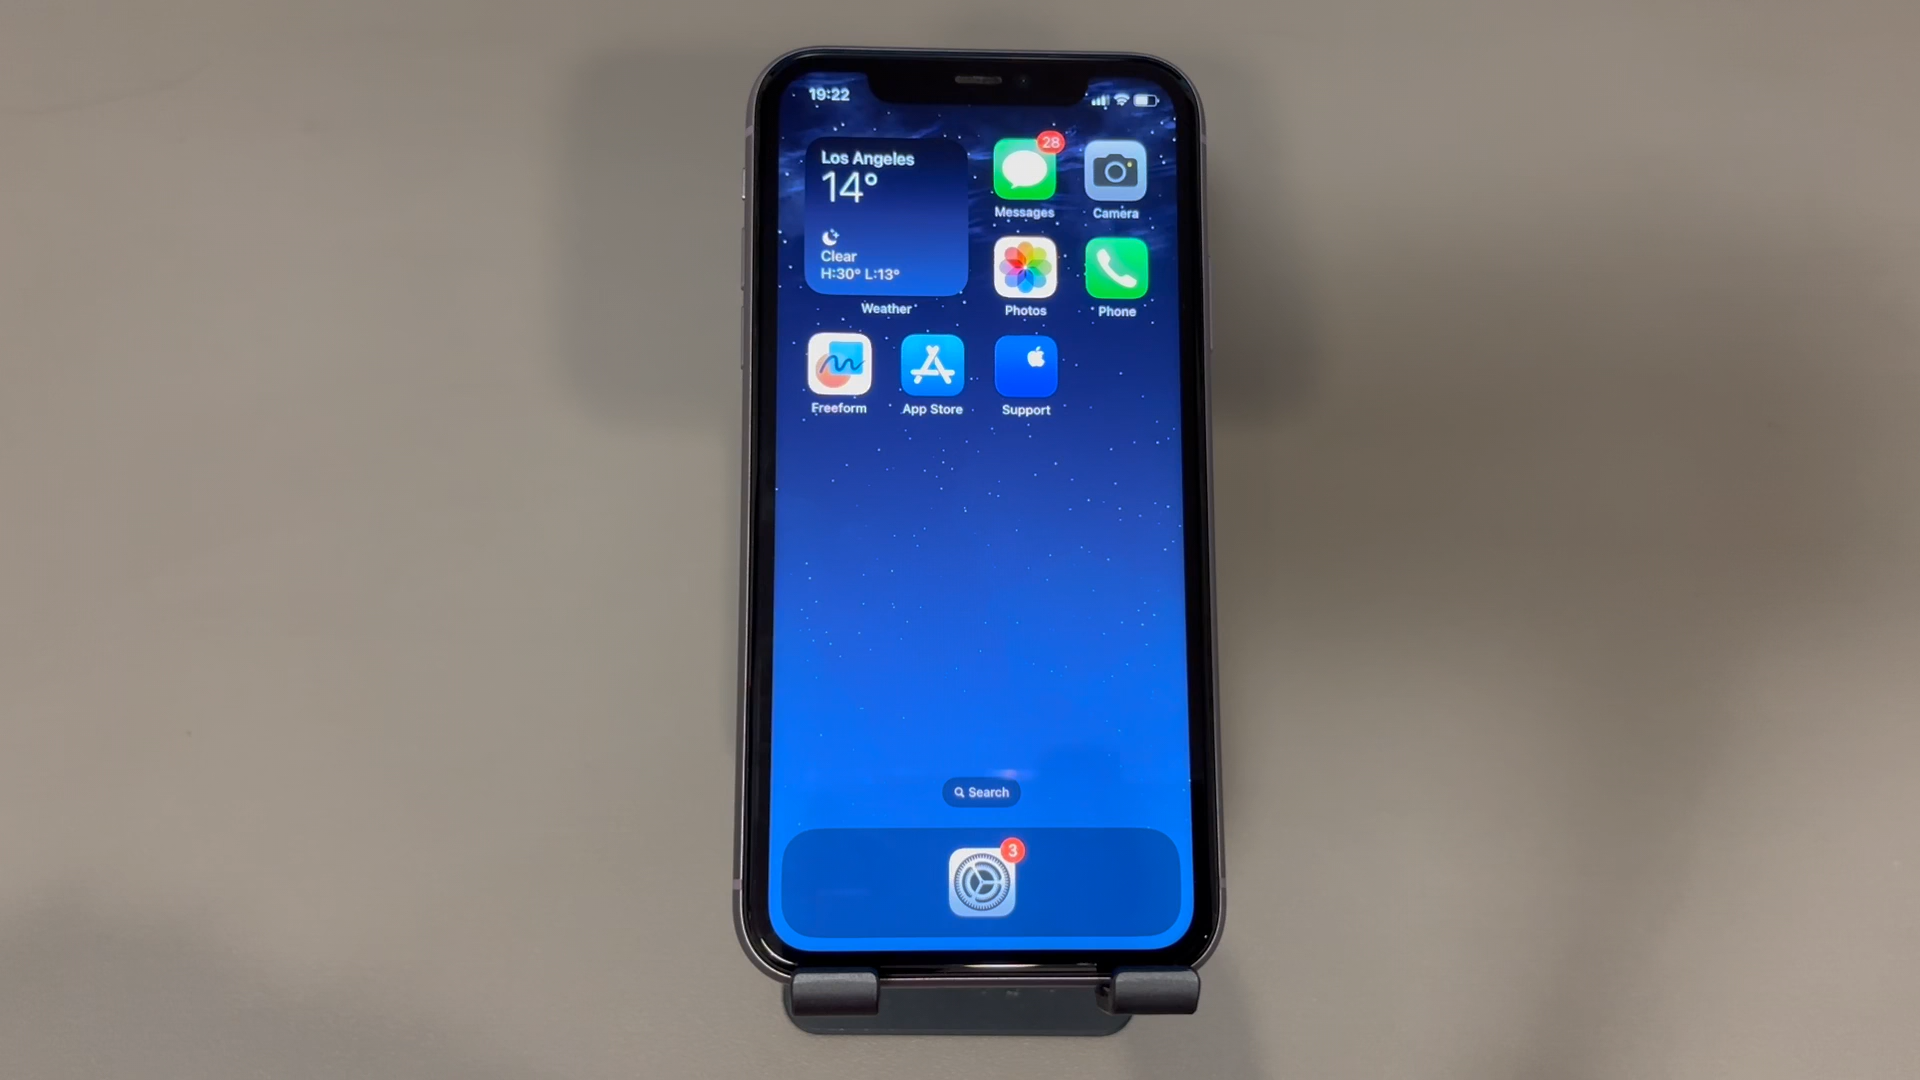 19:22
Los Angeles
14°
Clear
H:30° L:13°
Weather
28
Messages
Camera
Photos
Phone
Freeform
App Store
Support
Search
3